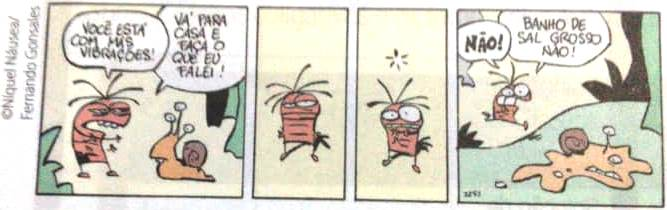 ©Níquel Náusea/
Fernando Gonsales
VOCÊ ESTÁ
COM MÁS
VIBRAÇÕES!
VÁ PARA
CASA E
FAÇA O
QUE EU
FALEI!
NÃO!
BANHO DE
SAL GROSSO
NÃO!